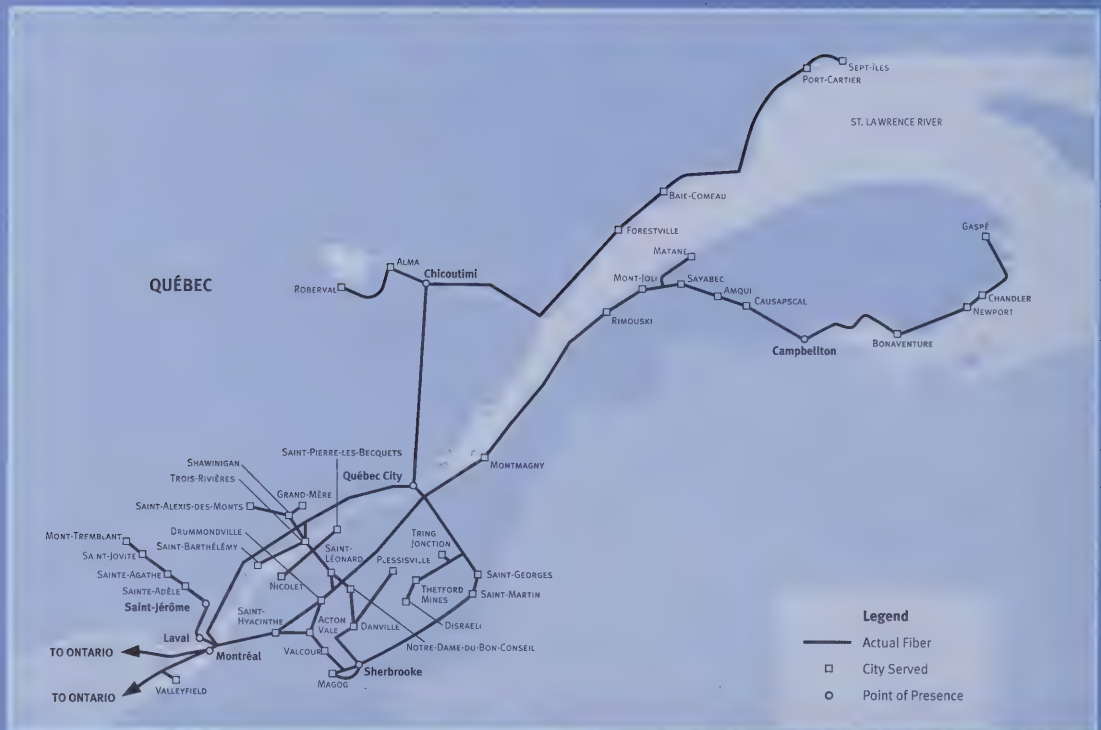 SEPT-ÎLES
PORT-CARTIER
ST. LAWRENCE RIVER
BAIE-COMEAU
FORESTVILLE
GASPÉ
MATANE
ALMA
Chicoutimi
MONT-JOLI
SAYABEC
QUÉBEC
ROBERVAL
AMQUI
CHANDLER
CAUSAPSCAL
NEWPORT
RIMOUSKI
Campbellton
BONAVENTURE
SAINT-PIERRE-LES-BECQUETS
SHAWINIGAN
MONTMAGNY
TROIS-RIVIÈRES
Québec City
GRAND-MÈRE
SAINT-ALEXIS-DES-MONTS
DRUMMONDVILLE
TRING
JONCTION
MONT-TREMBLANT
SAINT-BARTHÉLÉMY
SAINT-
LÉONARD
PLESSISVILLE
SAINT-JOVITE
SAINTE-AGATHE
NICOLET
SAINT-GEORGES
SAINTE-ADÈLE
THETFORD
MINES
SAINT-MARTIN
Saint-Jérôme
SAINT-
HYACINTHE
ACTON
VALE
DANVILLE
DISRAELI
Laval
NOTRE-DAME-DU-BON-CONSEIL
TO ONTARIO
Montréal
VALCOURT
Sherbrooke
MAGOG
TO ONTARIO
VALLEYFIELD
Legend
Actual Fiber
City Served
Point of Presence